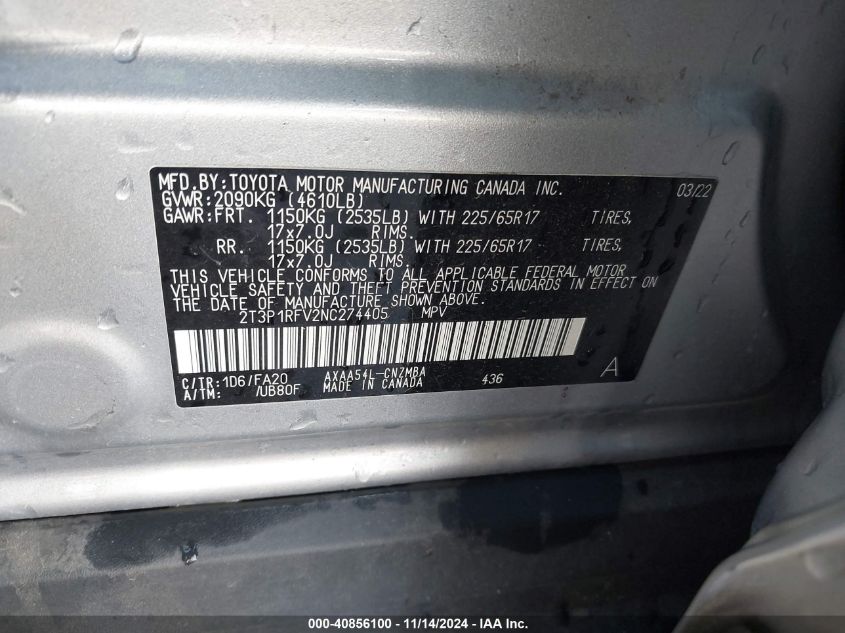 MFD.BY:TOYOTA MOTOR MANUFACTURING CANADA INC. 03/22
GVWR:2090KG (4610LB)
GAWR:FRT. 1150KG (2535LB) WITH 225/65R17 TIRES,
17x7.0J RIMS.
RR. 1150KG (2535LB) WITH 225/65R17 TIRES,
17x7.0J RIMS.
THIS VEHICLE CONFORMS TO ALL APPLICABLE FEDERAL MOTOR
VEHICLE SAFETY AND THEFT PREVENTION STANDARDS IN EFFECT ON
THE DATE OF MANUFACTURE SHOWN ABOVE.
2T3P1RFV2NC274405 MPV
C/TR:1D6/FA20 AXAA54L-CNZMBA 436 A
A/TM: /UB80F MADE IN CANADA
000-40856100 - 11/14/2024 - IAA Inc.